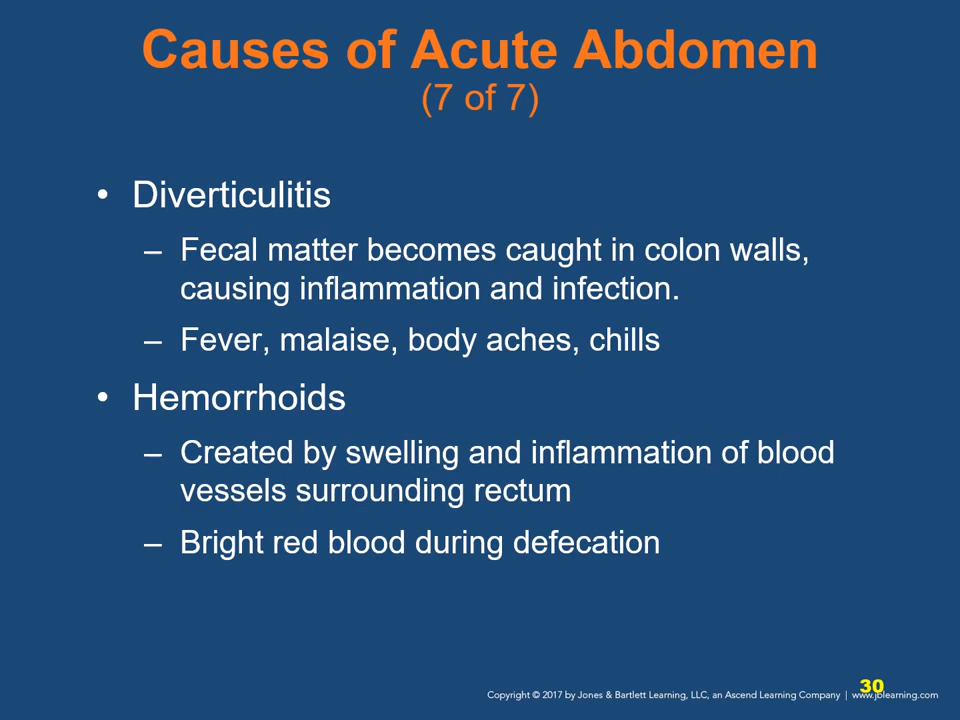 Causes of Acute Abdomen
(7 of 7)
• Diverticulitis
– Fecal matter becomes caught in colon walls,
causing inflammation and infection.
– Fever, malaise, body aches, chills
• Hemorrhoids
– Created by swelling and inflammation of blood
vessels surrounding rectum
– Bright red blood during defecation
30
Copyright © 2017 by Jones & Bartlett Learning, LLC, an Ascend Learning Company | www.jblearning.com